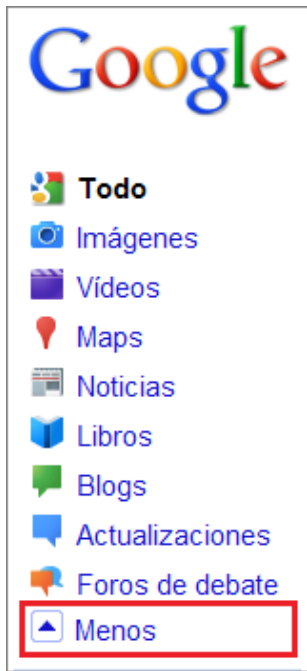 Google
Todo
Imágenes
Vídeos
Maps
Noticias
Libros
Blogs
Actualizaciones
Foros de debate
Menos